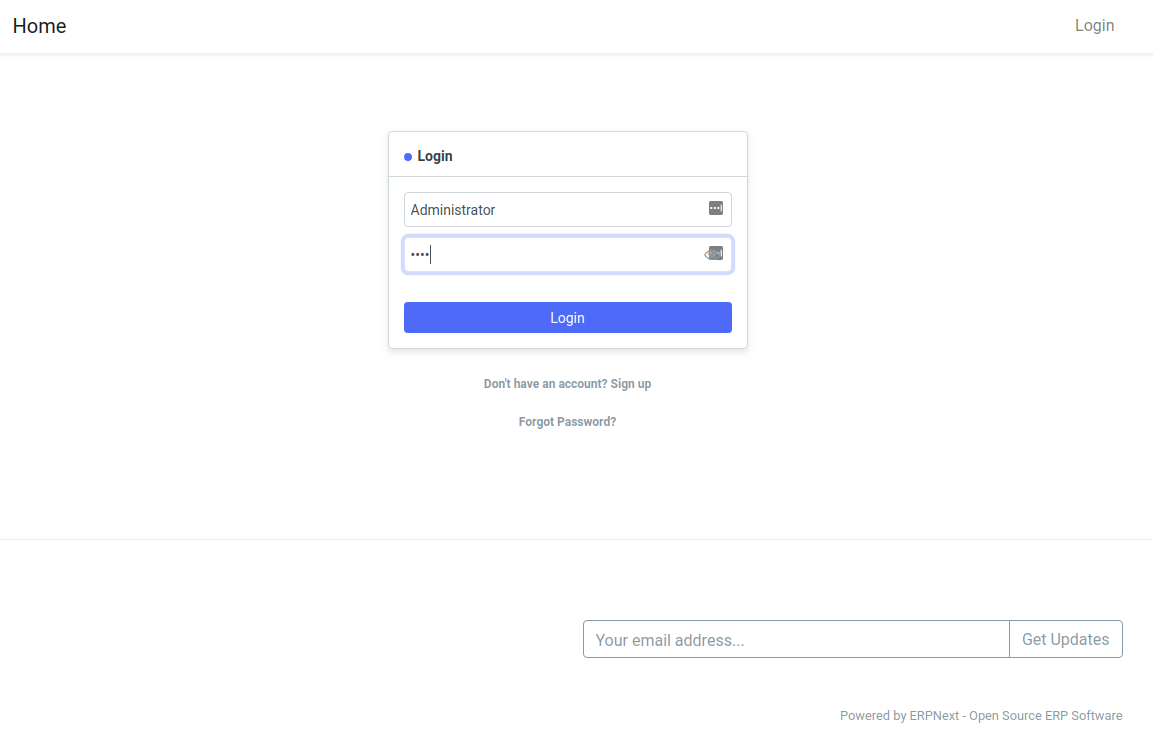 Home
Login
Login
Administrator
••••
Login
Don't have an account? Sign up
Forgot Password?
Your email address...
Get Updates
Powered by ERPNext - Open Source ERP Software